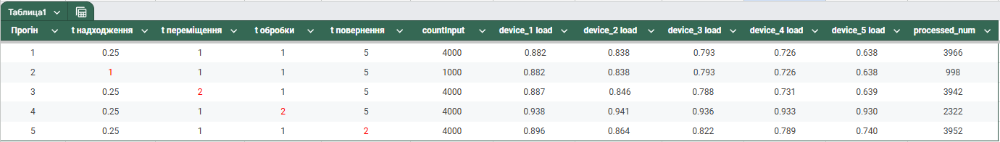 Таблиця1
Прогін t надходження t переміщення t обробки t повернення countInput device_1 load device_2 load device_3 load device_4 load device_5 load processed_num
1 0.25 1 1 5 4000 0.882 0.838 0.793 0.726 0.638 3966
2 1 1 1 5 1000 0.882 0.838 0.793 0.726 0.638 998
3 0.25 2 1 5 4000 0.887 0.846 0.788 0.731 0.639 3942
4 0.25 1 2 5 4000 0.938 0.941 0.936 0.933 0.930 2322
5 0.25 1 1 2 4000 0.896 0.864 0.822 0.789 0.740 3952